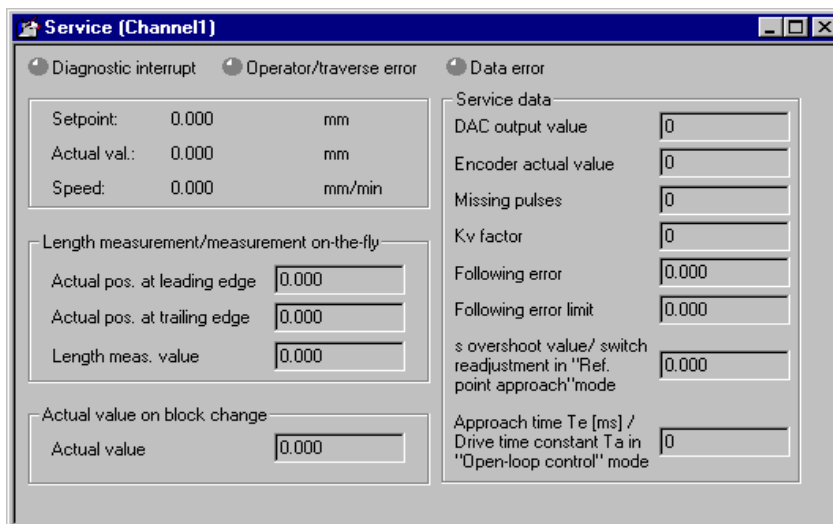 Service (Channel1)
Diagnostic interrupt Operator/traverse error Data error
Setpoint: 0.000 mm
Actual val.: 0.000 mm
Speed: 0.000 mm/min
Length measurement/measurement on-the-fly
Actual pos. at leading edge 0.000
Actual pos. at trailing edge 0.000
Length meas. value 0.000
Actual value on block change
Actual value 0.000
Service data
DAC output value 0
Encoder actual value 0
Missing pulses 0
Kv factor 0
Following error 0.000
Following error limit 0.000
s overshoot value/ switch
readjustment in "Ref. 0.000
point approach"mode
Approach time Te [ms] /
Drive time constant Ta in 0
"Open-loop control" mode